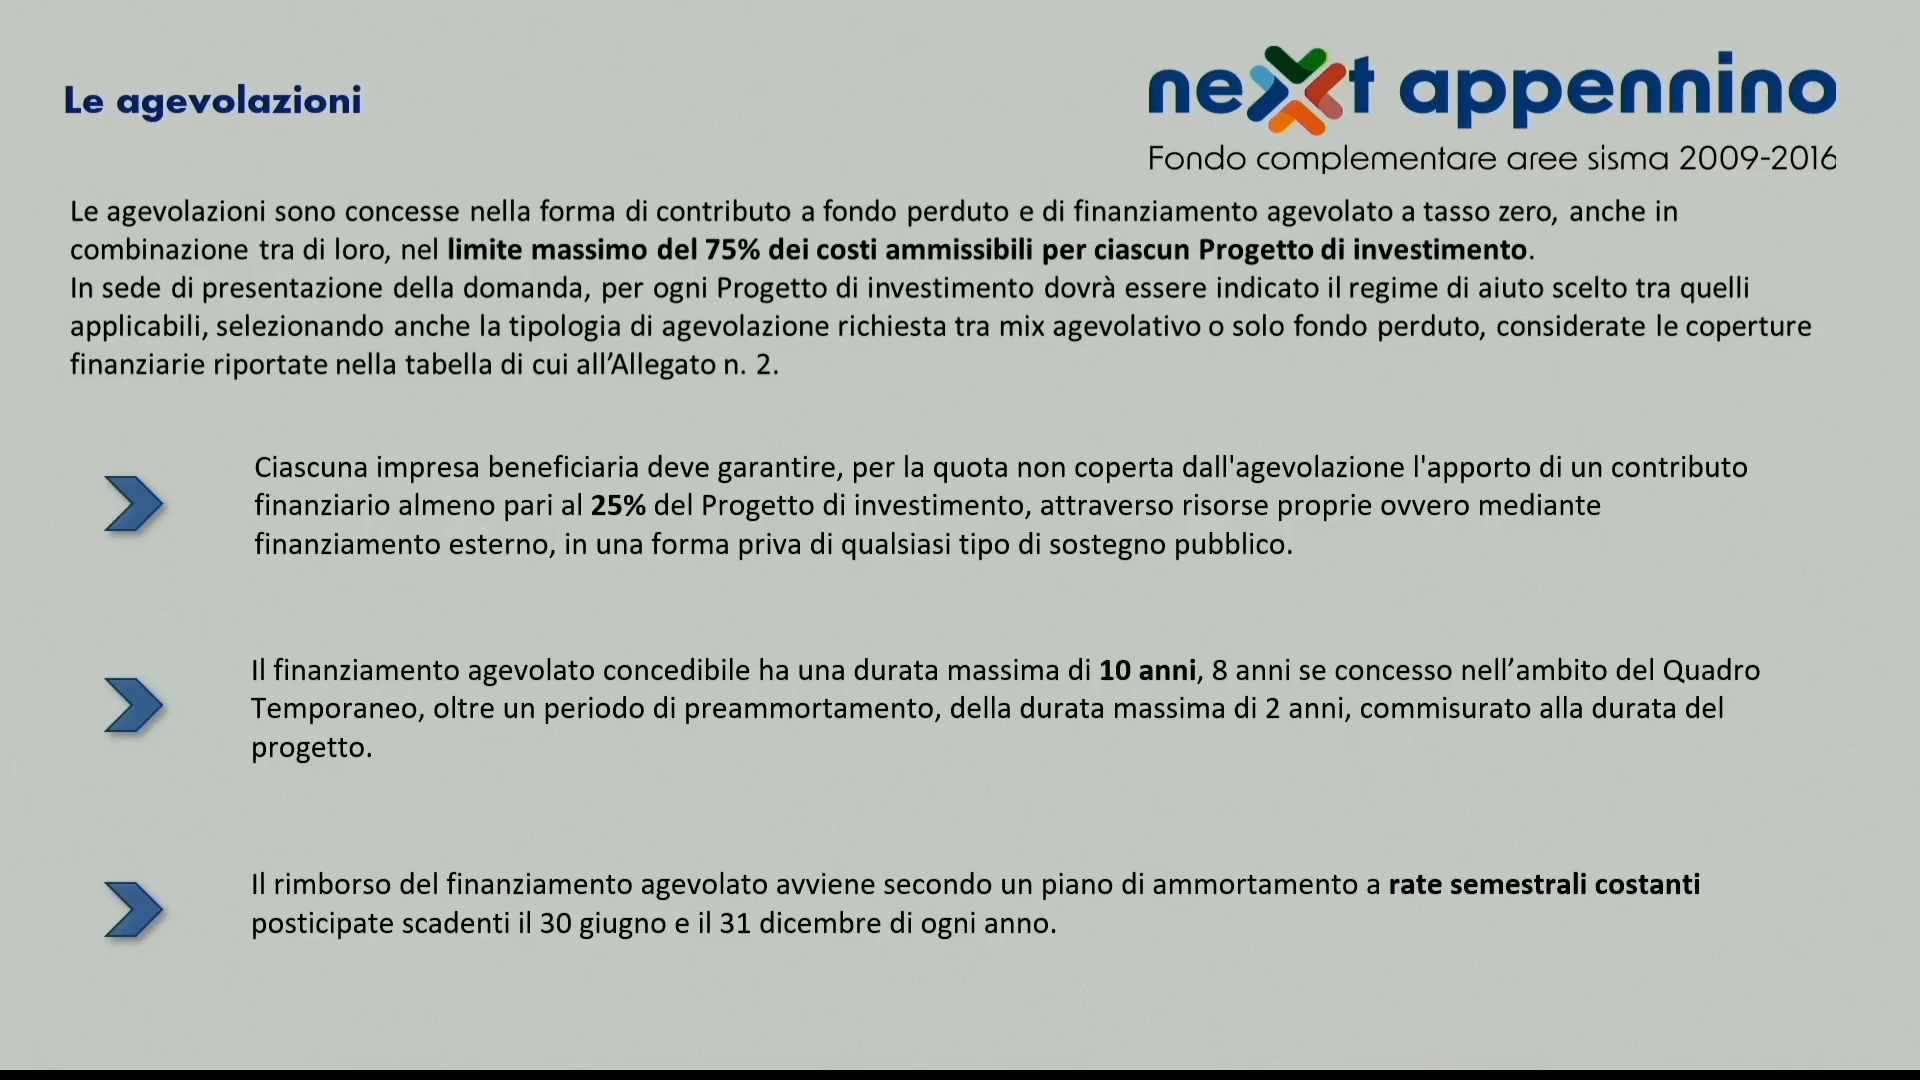 Le agevolazioni
next appennino
Fondo complementare aree sisma 2009-2016
Le agevolazioni sono concesse nella forma di contributo a fondo perduto e di finanziamento agevolato a tasso zero, anche in
combinazione tra di loro, nel limite massimo del 75% dei costi ammissibili per ciascun Progetto di investimento.
In sede di presentazione della domanda, per ogni Progetto di investimento dovrà essere indicato il regime di aiuto scelto tra quelli
applicabili, selezionando anche la tipologia di agevolazione richiesta tra mix agevolativo o solo fondo perduto, considerate le coperture
finanziarie riportate nella tabella di cui all’Allegato n. 2.
Ciascuna impresa beneficiaria deve garantire, per la quota non coperta dall'agevolazione l'apporto di un contributo
finanziario almeno pari al 25% del Progetto di investimento, attraverso risorse proprie ovvero mediante
finanziamento esterno, in una forma priva di qualsiasi tipo di sostegno pubblico.
Il finanziamento agevolato concedibile ha una durata massima di 10 anni, 8 anni se concesso nell’ambito del Quadro
Temporaneo, oltre un periodo di preammortamento, della durata massima di 2 anni, commisurato alla durata del
progetto.
Il rimborso del finanziamento agevolato avviene secondo un piano di ammortamento a rate semestrali costanti
posticipate scadenti il 30 giugno e il 31 dicembre di ogni anno.